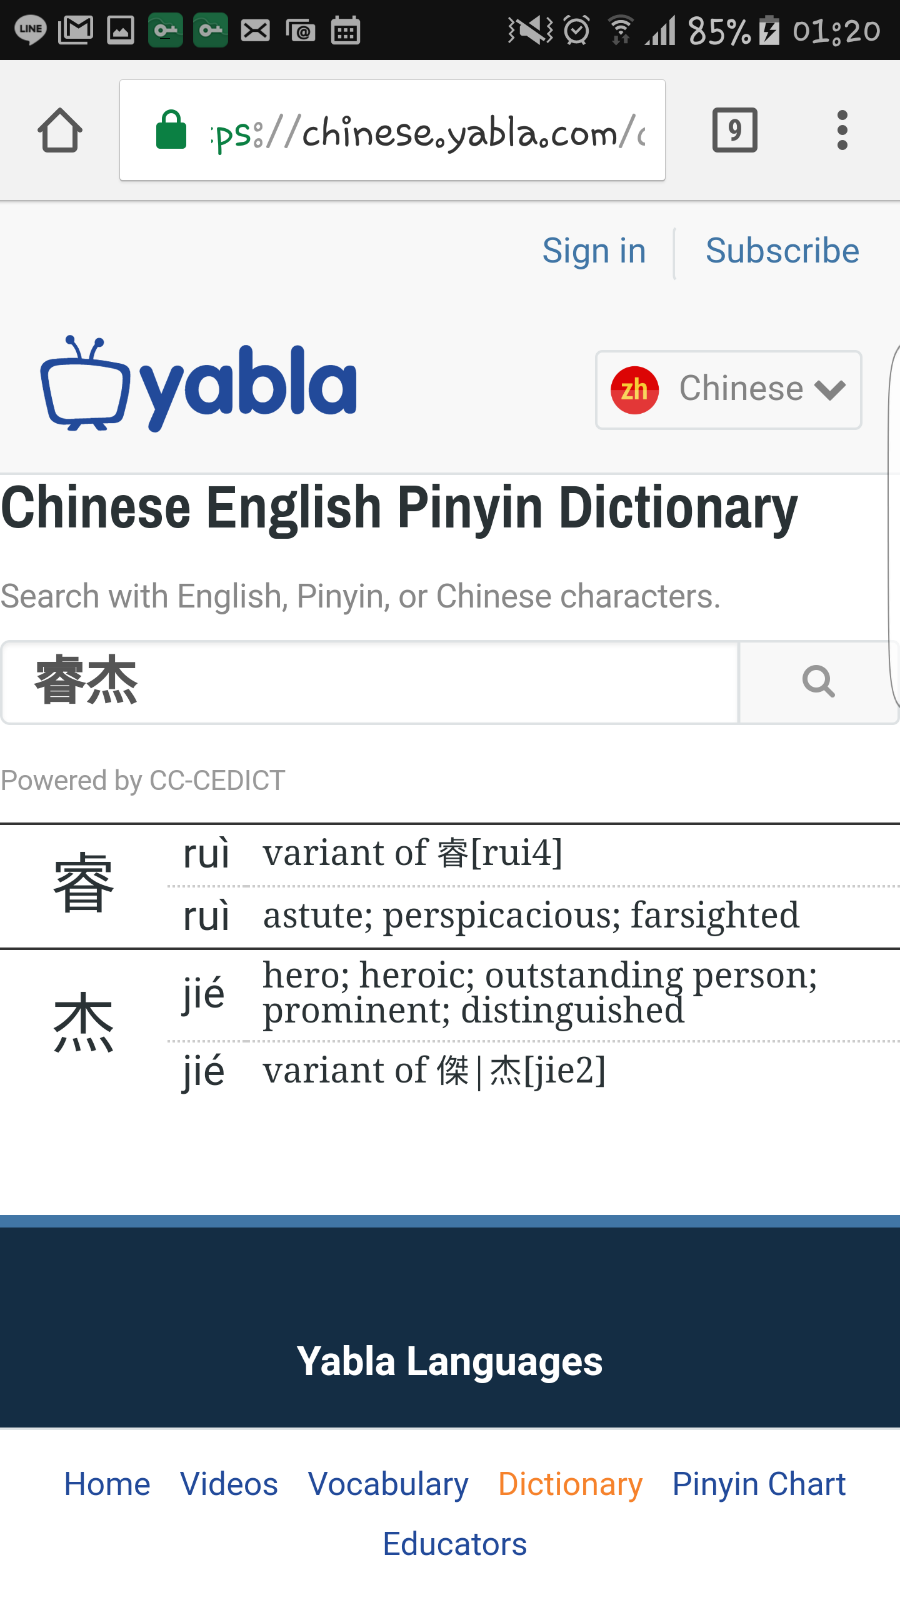 LINE 85% 01:20
tps://chinese.yabla.com/ 9
Sign in Subscribe
yabla zh Chinese
Chinese English Pinyin Dictionary
Search with English, Pinyin, or Chinese characters.
睿杰
Powered by CC-CEDICT
睿 ruì variant of 睿[rui4]
ruì astute; perspicacious; farsighted
杰 jié hero; heroic; outstanding person;
prominent; distinguished
jié variant of 傑|杰[jie2]
Yabla Languages
Home Videos Vocabulary Dictionary Pinyin Chart
Educators